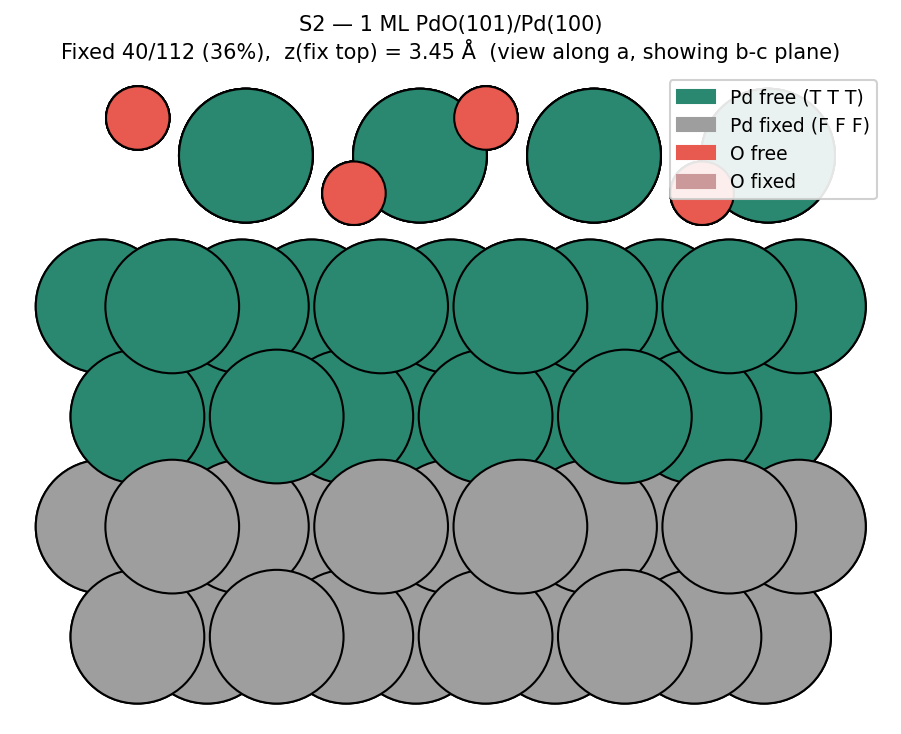 S2 — 1 ML PdO(101)/Pd(100)
Fixed 40/112 (36%),  z(fix top) = 3.45 Å  (view along a, showing b-c plane)
Pd free (T T T)
Pd fixed (F F F)
O free
O fixed